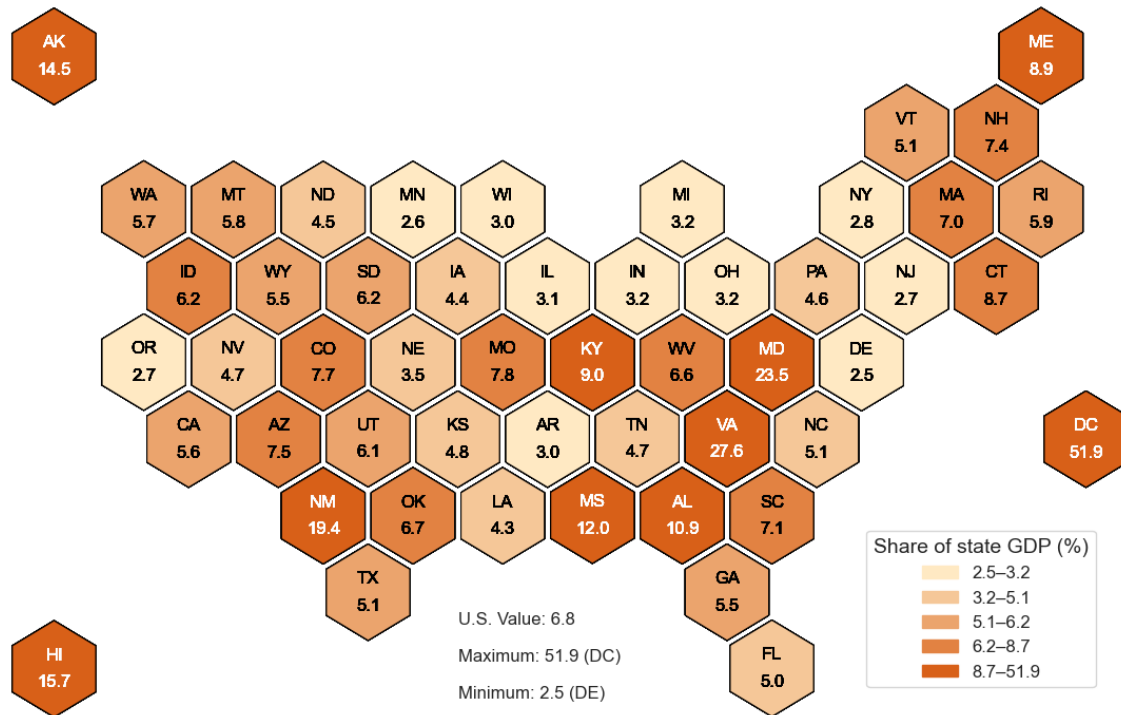 AK
14.5
ME
8.9
VT
5.1
NH
7.4
WA
5.7
MT
5.8
ND
4.5
MN
2.6
WI
3.0
MI
3.2
NY
2.8
MA
7.0
RI
5.9
ID
6.2
WY
5.5
SD
6.2
IA
4.4
IL
3.1
IN
3.2
OH
3.2
PA
4.6
NJ
2.7
CT
8.7
OR
2.7
NV
4.7
CO
7.7
NE
3.5
MO
7.8
KY
9.0
WV
6.6
MD
23.5
DE
2.5
CA
5.6
AZ
7.5
UT
6.1
KS
4.8
AR
3.0
TN
4.7
VA
27.6
NC
5.1
DC
51.9
NM
19.4
OK
6.7
LA
4.3
MS
12.0
AL
10.9
SC
7.1
TX
5.1
GA
5.5
HI
15.7
FL
5.0
U.S. Value: 6.8
Maximum: 51.9 (DC)
Minimum: 2.5 (DE)
Share of state GDP (%)
2.5–3.2
3.2–5.1
5.1–6.2
6.2–8.7
8.7–51.9